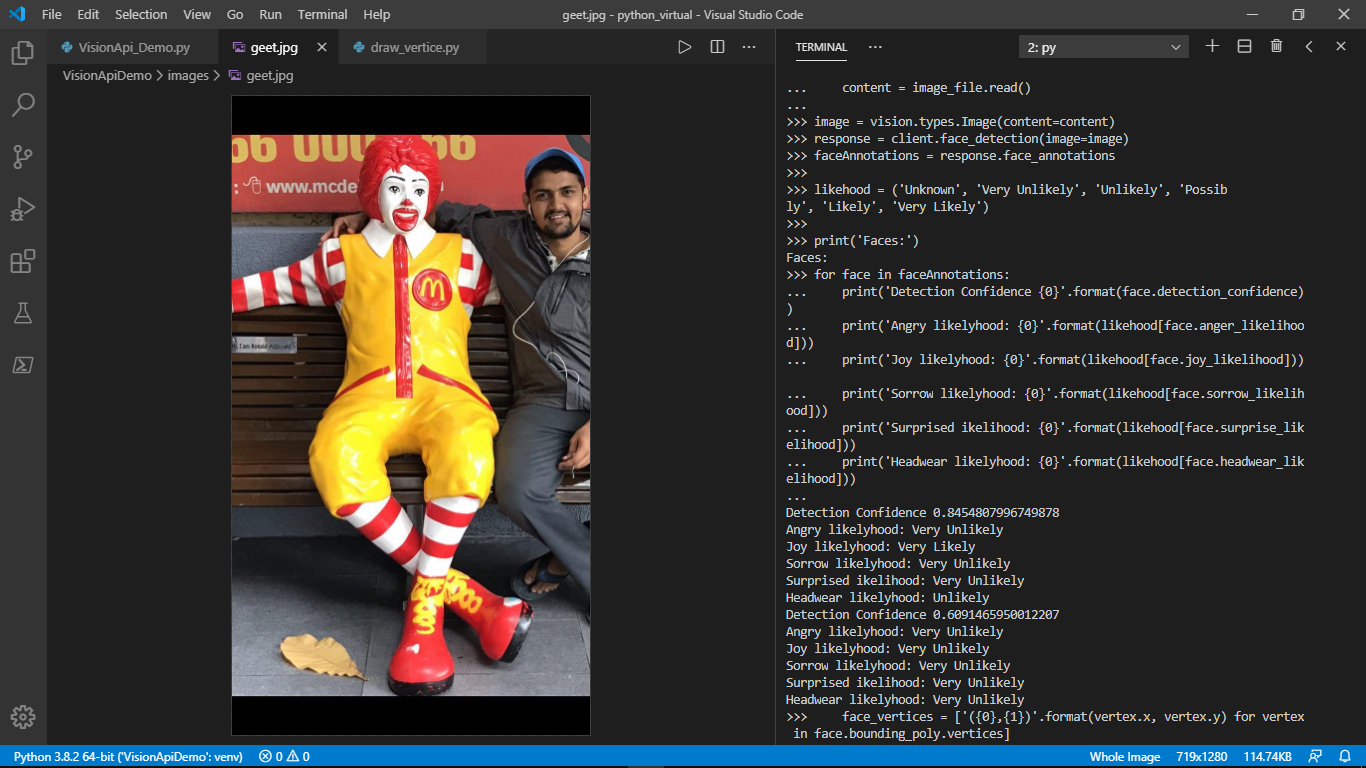 File Edit Selection View Go Run Terminal Help
geet.jpg - python_virtual - Visual Studio Code
VisionApi_Demo.py
geet.jpg
draw_vertice.py
VisionApiDemo > images > geet.jpg
66 000 66
www.mcde
M
Hi, I am Ronald McDonald
TERMINAL
2: py
...     content = image_file.read()
...
>>> image = vision.types.Image(content=content)
>>> response = client.face_detection(image=image)
>>> faceAnnotations = response.face_annotations
>>>
>>> likehood = ('Unknown', 'Very Unlikely', 'Unlikely', 'Possib
ly', 'Likely', 'Very Likely')
>>>
>>> print('Faces:')
Faces:
>>> for face in faceAnnotations:
...     print('Detection Confidence {0}'.format(face.detection_confidence)
)
...     print('Angry likelyhood: {0}'.format(likehood[face.anger_likelihoo
d]))
...     print('Joy likelyhood: {0}'.format(likehood[face.joy_likelihood]))
...     print('Sorrow likelyhood: {0}'.format(likehood[face.sorrow_likelih
ood]))
...     print('Surprised ikelihood: {0}'.format(likehood[face.surprise_lik
elihood]))
...     print('Headwear likelyhood: {0}'.format(likehood[face.headwear_lik
elihood]))
...
Detection Confidence 0.8454807996749878
Angry likelyhood: Very Unlikely
Joy likelyhood: Very Likely
Sorrow likelyhood: Very Unlikely
Surprised ikelihood: Very Unlikely
Headwear likelyhood: Unlikely
Detection Confidence 0.6091465950012207
Angry likelyhood: Very Unlikely
Joy likelyhood: Very Unlikely
Sorrow likelyhood: Very Unlikely
Surprised ikelihood: Very Unlikely
Headwear likelyhood: Very Unlikely
>>>     face_vertices = ['({0},{1})'.format(vertex.x, vertex.y) for vertex
 in face.bounding_poly.vertices]
Python 3.8.2 64-bit ('VisionApiDemo': venv) 0 0
Whole Image 719x1280 114.74KB